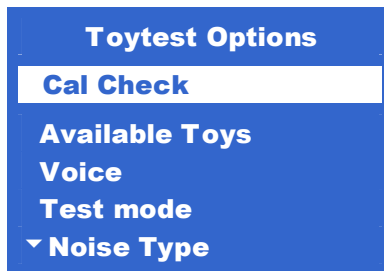 Toytest Options
Cal Check
Available Toys
Voice
Test mode
Noise Type